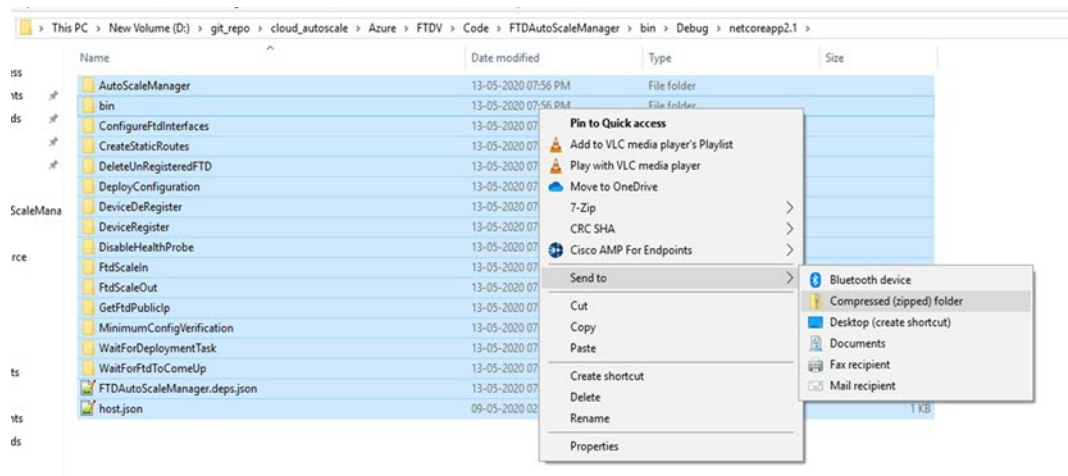 > This PC > New Volume (D:) > git_repo > cloud_autoscale > Azure > FTDV > Code > FTDAutoScaleManager > bin > Debug > netcoreapp2.1 >
Name Date modified Type Size
ess
nts
ds
ScaleMana
rce
ts
nts
ds
AutoScaleManager 13-05-2020 07:56 PM File folder
bin 13-05-2020 07:56 PM File folder
ConfigureFtdInterfaces 13-05-2020 07
CreateStaticRoutes 13-05-2020 07
DeleteUnRegisteredFTD 13-05-2020 07
DeployConfiguration 13-05-2020 07
DeviceDeRegister 13-05-2020 07
DeviceRegister 13-05-2020 07
DisableHealthProbe 13-05-2020 07
FtdScaleIn 13-05-2020 07
FtdScaleOut 13-05-2020 07
GetFtdPublicIp 13-05-2020 07
MinimumConfigVerification 13-05-2020 07
WaitForDeploymentTask 13-05-2020 07
WaitForFtdToComeUp 13-05-2020 07
FTDAutoScaleManager.deps.json 13-05-2020 07
host.json 09-05-2020 02 1 KB
Pin to Quick access
Add to VLC media player's Playlist
Play with VLC media player
Move to OneDrive
7-Zip
CRC SHA
Cisco AMP For Endpoints
Send to
Cut
Copy
Paste
Create shortcut
Delete
Rename
Properties
Bluetooth device
Compressed (zipped) folder
Desktop (create shortcut)
Documents
Fax recipient
Mail recipient